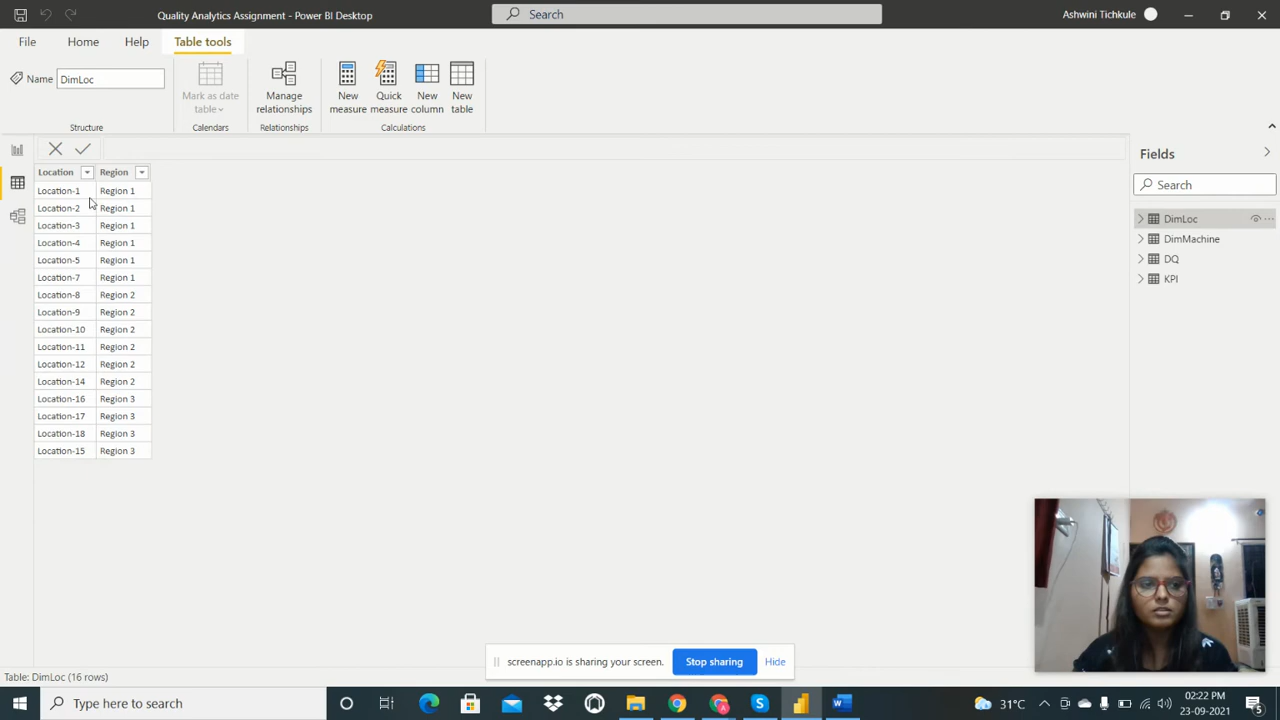 Quality Analytics Assignment - Power BI Desktop
Search
Ashwini Tichkule
File
Home
Help
Table tools
Name
DimLoc
Mark as date table
New measure
Manage relationships
Quick measure
New column
New table
Structure
Calendars
Relationships
Calculations
Location Region
Location-1 Region 1
Location-2 Region 1
Location-3 Region 1
Location-4 Region 1
Location-5 Region 1
Location-7 Region 1
Location-8 Region 2
Location-9 Region 2
Location-10 Region 2
Location-11 Region 2
Location-12 Region 2
Location-14 Region 2
Location-16 Region 3
Location-17 Region 3
Location-18 Region 3
Location-15 Region 3
Fields
Search
DimLoc
DimMachine
DQ
KPI
screenapp.io is sharing your screen.
Stop sharing
Hide
Table: DimLoc (16 rows)
Type here to search
31°C
02:22 PM
23-09-2021
5